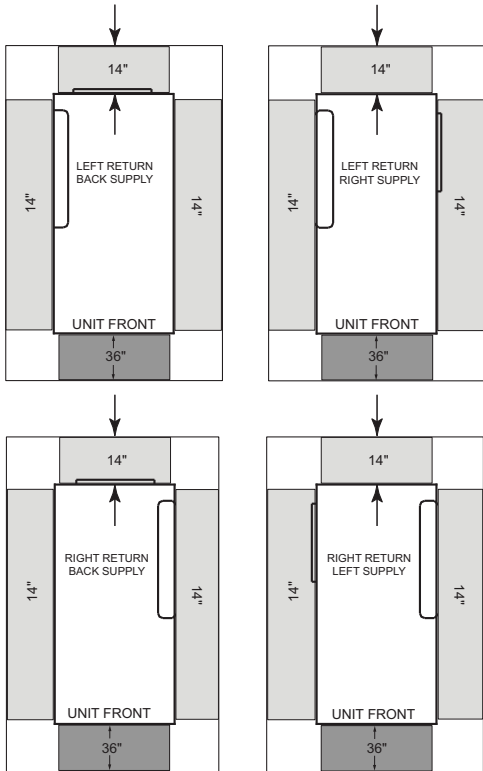 14"
LEFT RETURN
BACK SUPPLY
14"
14"
UNIT FRONT
36"
14"
LEFT RETURN
RIGHT SUPPLY
14"
14"
UNIT FRONT
36"
14"
RIGHT RETURN
BACK SUPPLY
14"
14"
UNIT FRONT
36"
14"
RIGHT RETURN
LEFT SUPPLY
14"
14"
UNIT FRONT
36"